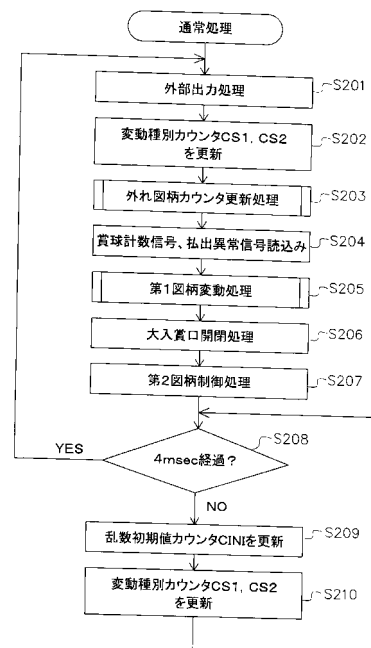 通常処理
外部出力処理
S201
変動種別カウンタCS1, CS2
を更新
S202
外れ図柄カウンタ更新処理
S203
賞球計数信号、払出異常信号読込み
S204
第1図柄変動処理
S205
大入賞口開閉処理
S206
第2図柄制御処理
S207
4msec経過?
S208
YES
NO
乱数初期値カウンタCINIを更新
S209
変動種別カウンタCS1, CS2
を更新
S210